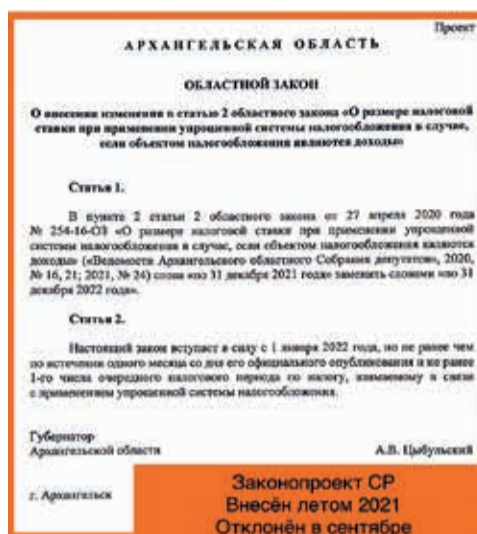 Проект
АРХАНГЕЛЬСКАЯ ОБЛАСТЬ
ОБЛАСТНОЙ ЗАКОН
О внесении изменения в статью 2 областного закона «О размере налоговой
ставки при применении упрощенной системы налогообложения в случае,
если объектом налогообложения являются доходы»
Статья 1.
В пункте 2 статьи 2 областного закона от 27 апреля 2020 года
№ 254-16-ОЗ «О размере налоговой ставки при применении упрощенной
системы налогообложения в случае, если объектом налогообложения являются
доходы» («Ведомости Архангельского областного Собрания депутатов», 2020,
№ 16, 21; 2021, № 24) слова «по 31 декабря 2021 года» заменить словами «по 31
декабря 2022 года».
Статья 2.
Настоящий закон вступает в силу с 1 января 2022 года, но не ранее чем
по истечении одного месяца со дня его официального опубликования и не ранее
1-го числа очередного налогового периода по налогу, взимаемому в связи
с применением упрощенной системы налогообложения.
Губернатор
Архангельской области
А.В. Цыбульский
г. Архангельск
Законопроект СР
Внесён летом 2021
Отклонён в сентябре